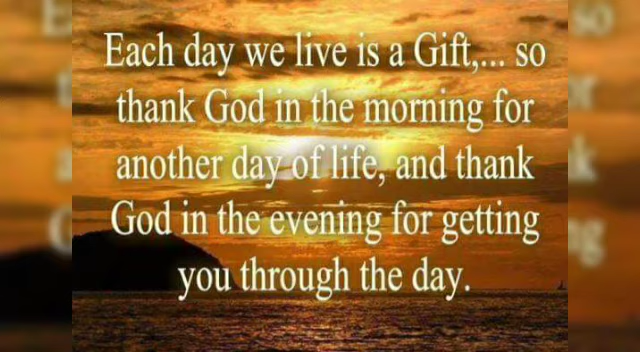 Each day we live is a Gift,... so
thank God in the morning for
another day of life, and thank
God in the evening for getting
you through the day.